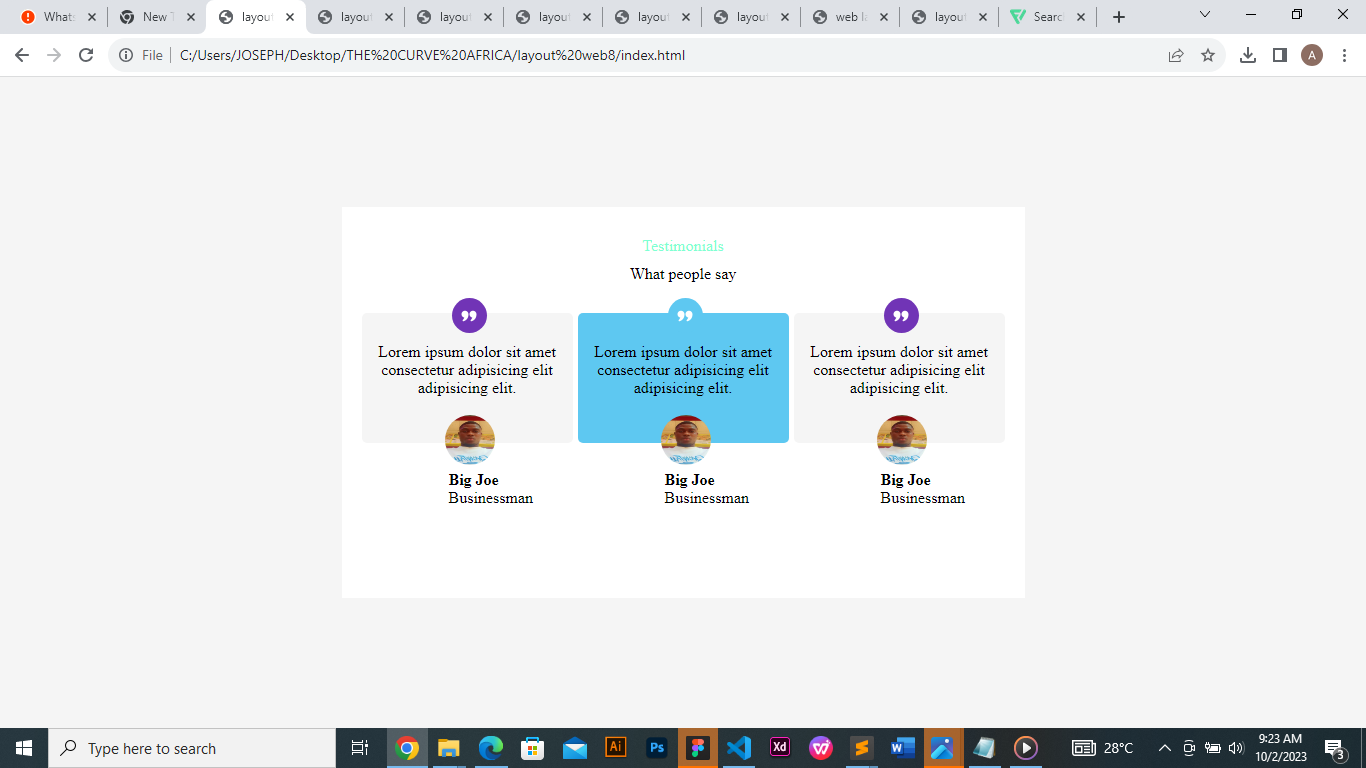 Whats
New T
layout
layout
layout
layout
layout
layout
web la
layout
Searc
File
C:/Users/JOSEPH/Desktop/THE%20CURVE%20AFRICA/layout%20web8/index.html
A
Testimonials
What people say
Lorem ipsum dolor sit amet
consectetur adipisicing elit
adipisicing elit.
Big Joe
Businessman
Lorem ipsum dolor sit amet
consectetur adipisicing elit
adipisicing elit.
Big Joe
Businessman
Lorem ipsum dolor sit amet
consectetur adipisicing elit
adipisicing elit.
Big Joe
Businessman
Type here to search
Ai
Ps
Xd
28°C
9:23 AM
10/2/2023
3